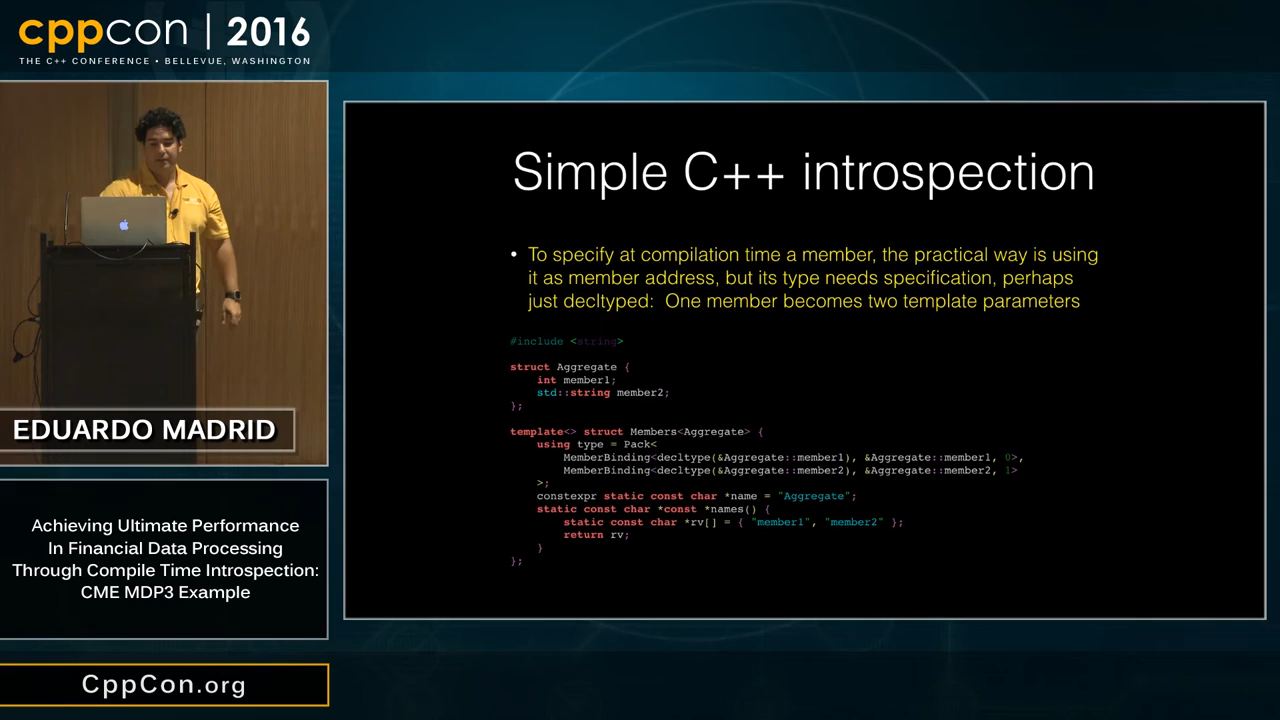 cppcon | 2016
THE C++ CONFERENCE • BELLEVUE, WASHINGTON
Simple C++ introspection
• To specify at compilation time a member, the practical way is using
it as member address, but its type needs specification, perhaps
just decltyped: One member becomes two template parameters
#include <string>
struct Aggregate {
    int member1;
    std::string member2;
};
template<> struct Members<Aggregate> {
    using type = Pack<
        MemberBinding<decltype(&Aggregate::member1), &Aggregate::member1, 0>,
        MemberBinding<decltype(&Aggregate::member2), &Aggregate::member2, 1>
    >;
    constexpr static const char *name = "Aggregate";
    static const char *const *names() {
        static const char *rv[] = { "member1", "member2" };
        return rv;
    }
};
EDUARDO MADRID
Achieving Ultimate Performance
In Financial Data Processing
Through Compile Time Introspection:
CME MDP3 Example
CppCon.org